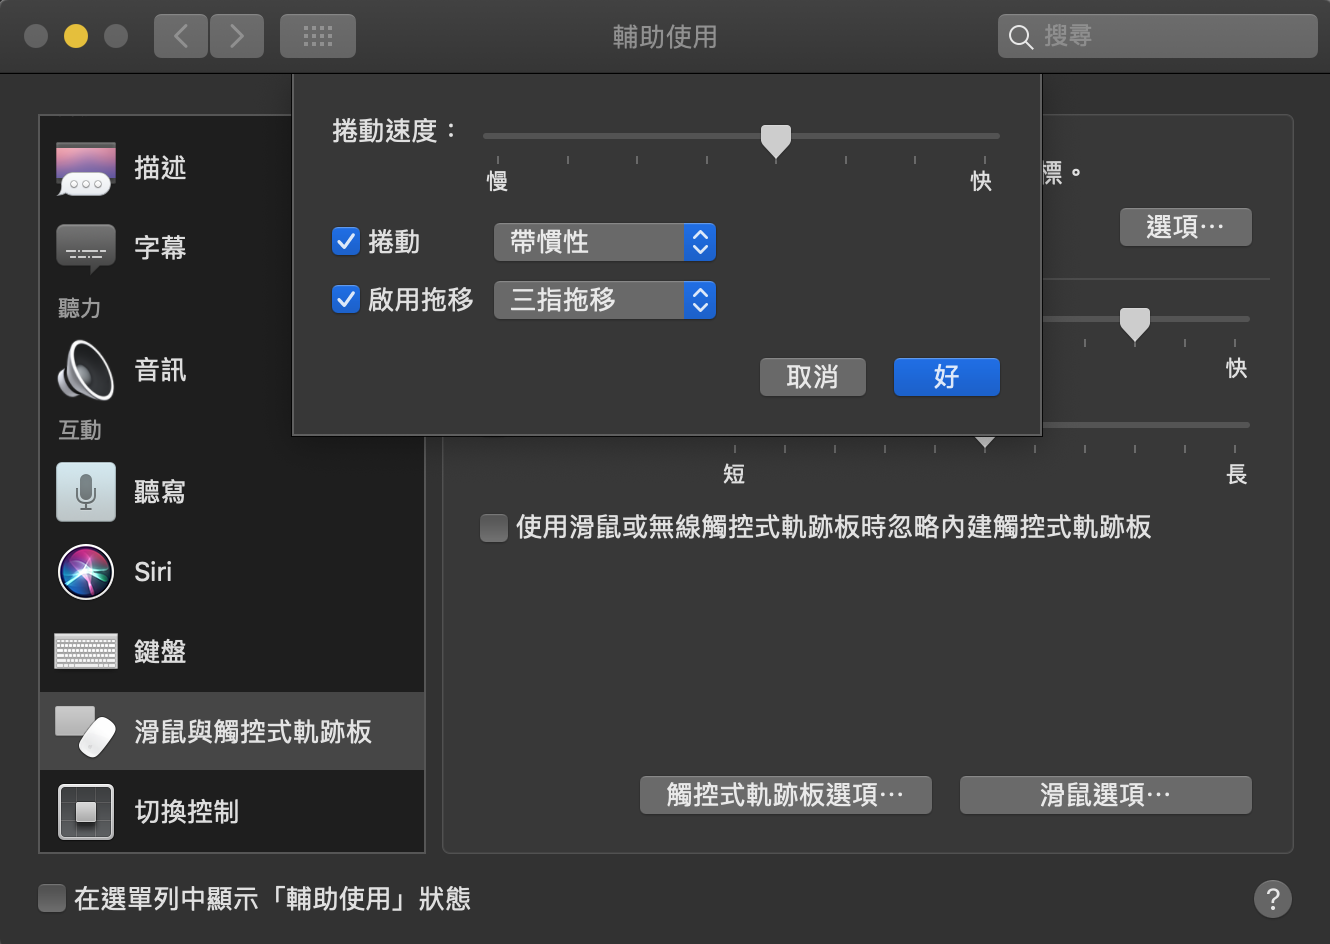 輔助使用
搜尋
捲動速度：
慢
快
捲動
帶慣性
啟用拖移
三指拖移
取消
好
描述
字幕
聽力
音訊
互動
聽寫
Siri
鍵盤
滑鼠與觸控式軌跡板
切換控制
標。
選項⋯
快
短
長
使用滑鼠或無線觸控式軌跡板時忽略內建觸控式軌跡板
觸控式軌跡板選項⋯
滑鼠選項⋯
在選單列中顯示「輔助使用」狀態
?